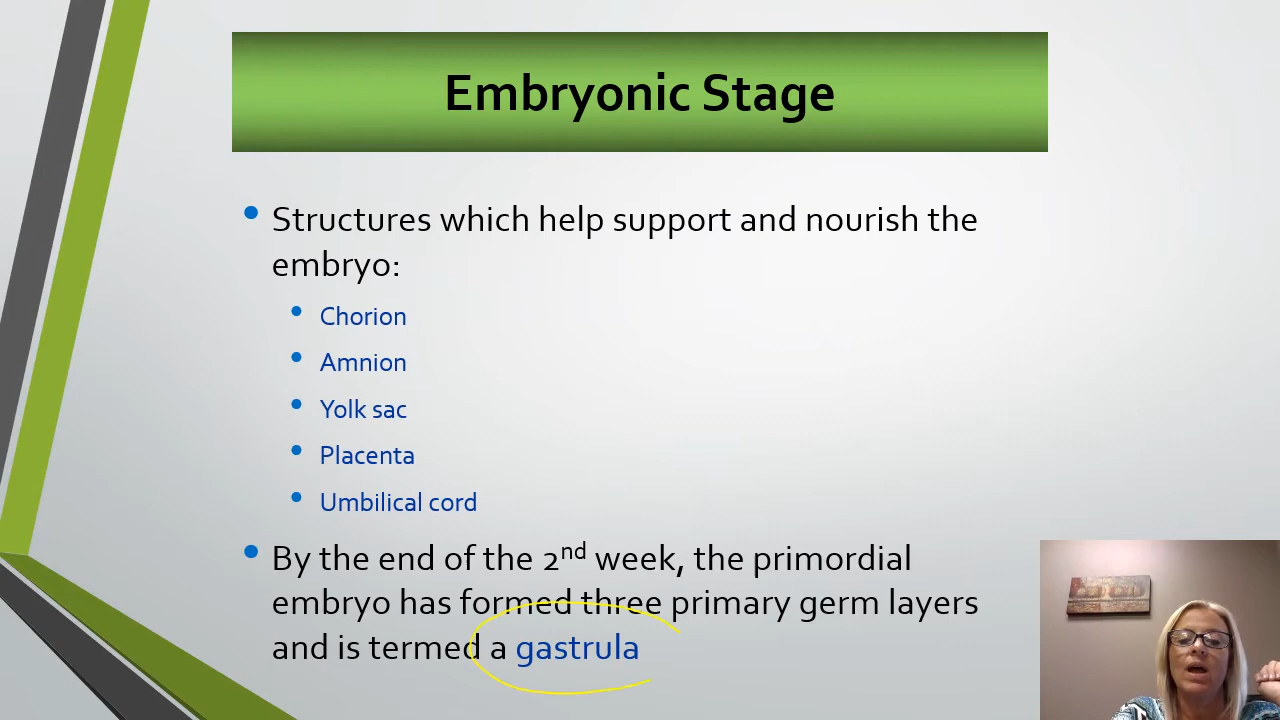 Embryonic Stage
Structures which help support and nourish the
embryo:
Chorion
Amnion
Yolk sac
Placenta
Umbilical cord
By the end of the 2nd week, the primordial
embryo has formed three primary germ layers
and is termed a gastrula